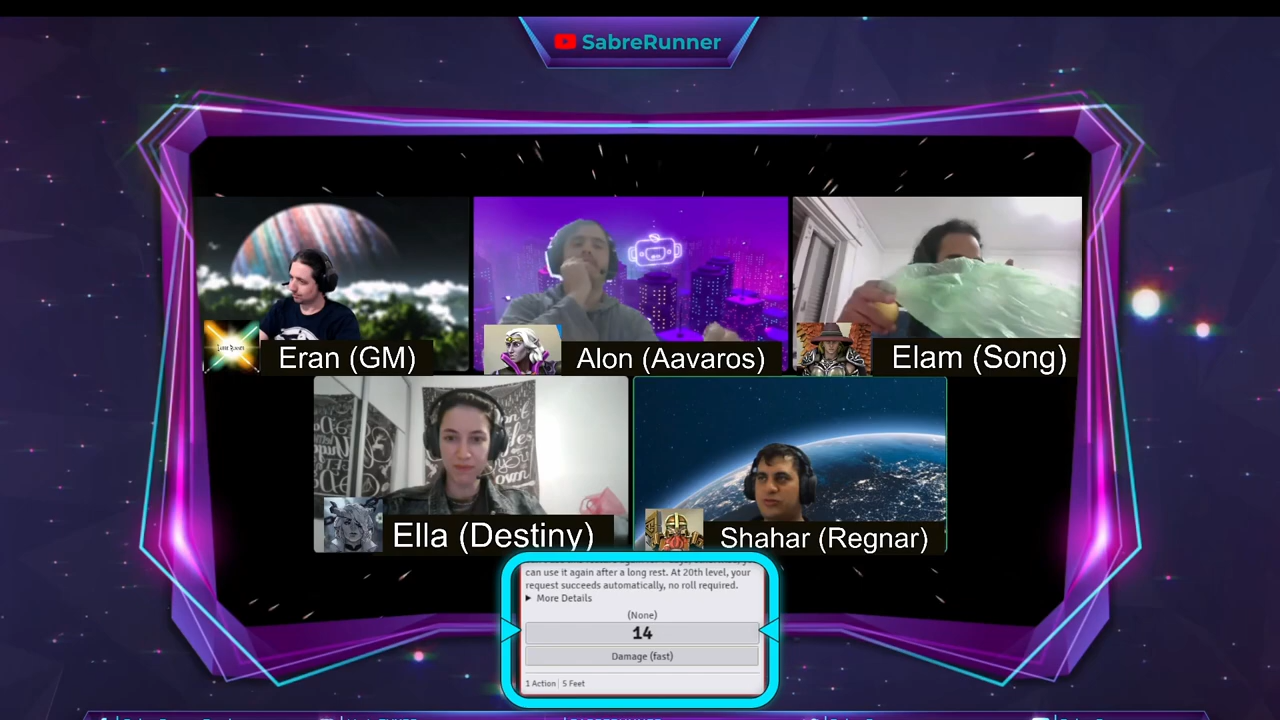 SabreRunner
Eran (GM)
Alon (Aavaros)
Elam (Song)
Ella (Destiny)
Shahar (Regnar)
can use it again after a long rest. At 20th level, your
request succeeds automatically, no roll required.
More Details
(None)
14
Damage (fast)
1 Action | 5 Feet